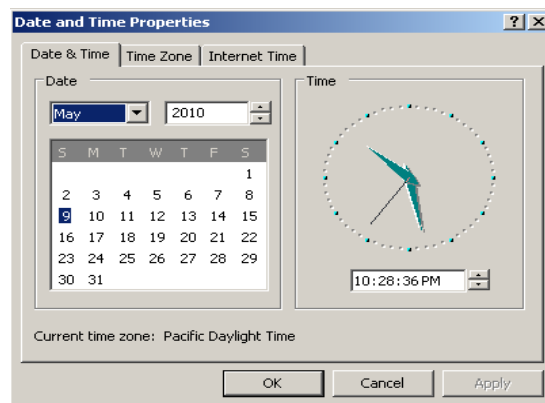 Date and Time Properties
? X
Date & Time Time Zone Internet Time
Date
Time
May 2010
S M T W T F S
1
2 3 4 5 6 7 8
9 10 11 12 13 14 15
16 17 18 19 20 21 22
23 24 25 26 27 28 29
30 31
10:28:36 PM
Current time zone: Pacific Daylight Time
OK Cancel Apply